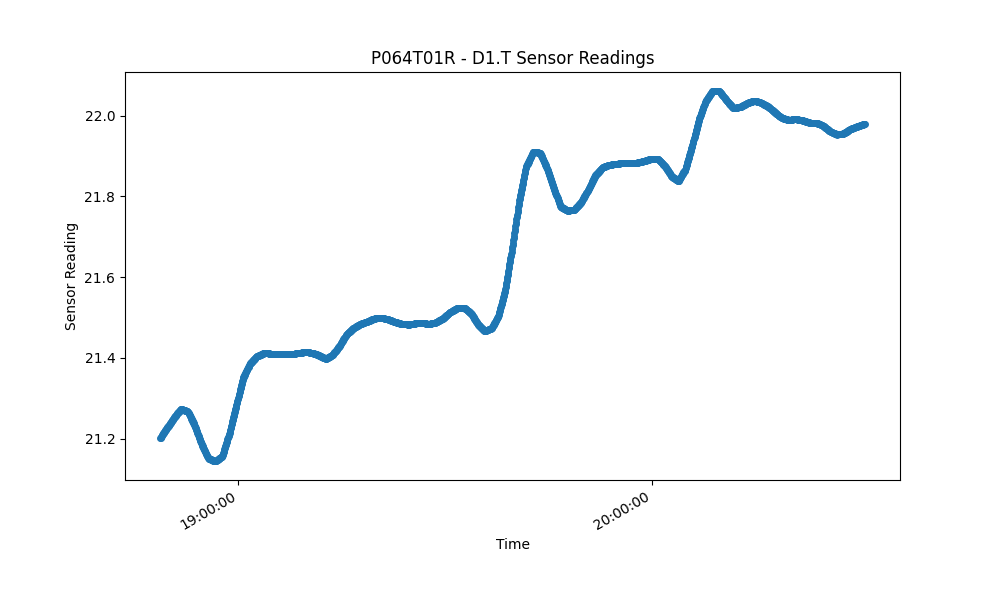 P064T01R - D1.T Sensor Readings
Sensor Reading
22.0
21.8
21.6
21.4
21.2
19:00:00
20:00:00
Time